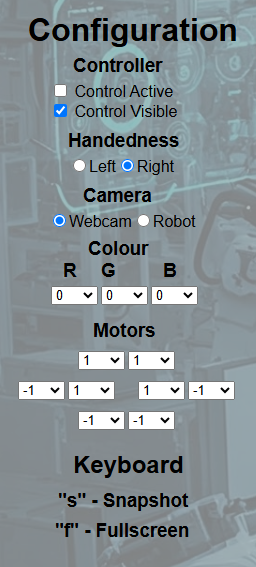 Configuration
Controller
Control Active
Control Visible
Handedness
Left Right
Camera
Webcam Robot
Colour
R G B
0 0 0
Motors
1 1
-1 1 1 -1
-1 -1
Keyboard
"s" - Snapshot
"f" - Fullscreen